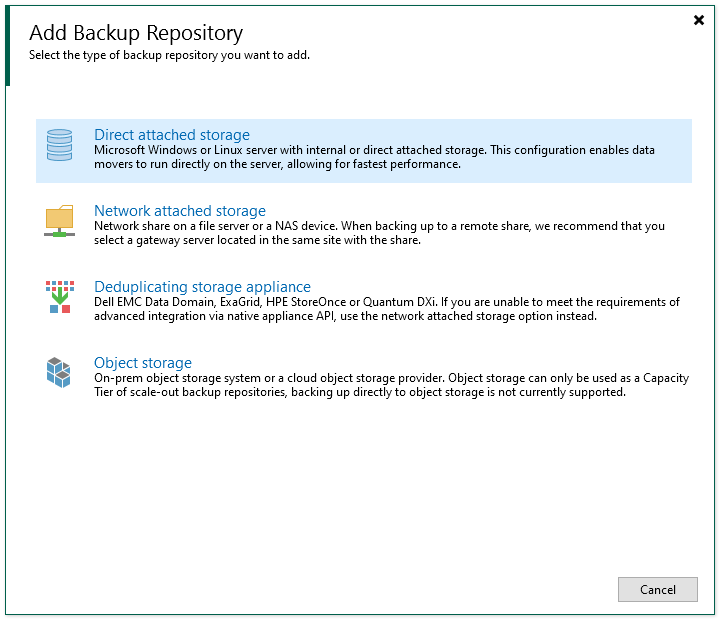 Add Backup Repository
Select the type of backup repository you want to add.
Direct attached storage
Microsoft Windows or Linux server with internal or direct attached storage. This configuration enables data
movers to run directly on the server, allowing for fastest performance.
Network attached storage
Network share on a file server or a NAS device. When backing up to a remote share, we recommend that you
select a gateway server located in the same site with the share.
Deduplicating storage appliance
Dell EMC Data Domain, ExaGrid, HPE StoreOnce or Quantum DXi. If you are unable to meet the requirements of
advanced integration via native appliance API, use the network attached storage option instead.
Object storage
On-prem object storage system or a cloud object storage provider. Object storage can only be used as a Capacity
Tier of scale-out backup repositories, backing up directly to object storage is not currently supported.
Cancel